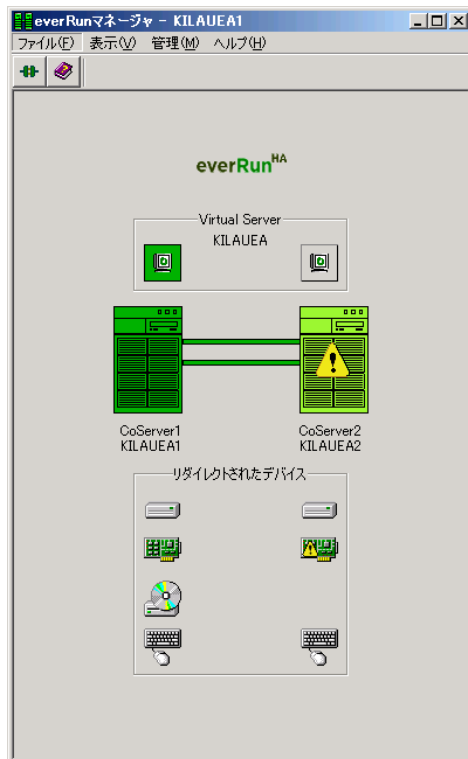 everRunマネージャ - KILAUEA1
ファイル(F) 表示(V) 管理(M) ヘルプ(H)
everRunHA
Virtual Server
KILAUEA
CoServer1
KILAUEA1
CoServer2
KILAUEA2
リダイレクトされたデバイス